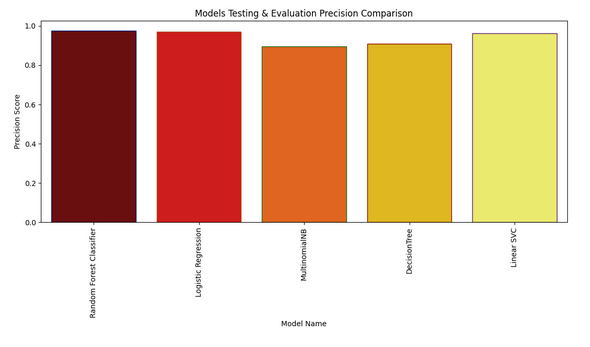 Models Testing & Evaluation Precision Comparison
1.0
0.8
0.6
0.4
0.2
0.0
Precision Score
Random Forest Classifier
Logistic Regression
MultinomialNB
DecisionTree
Linear SVC
Model Name